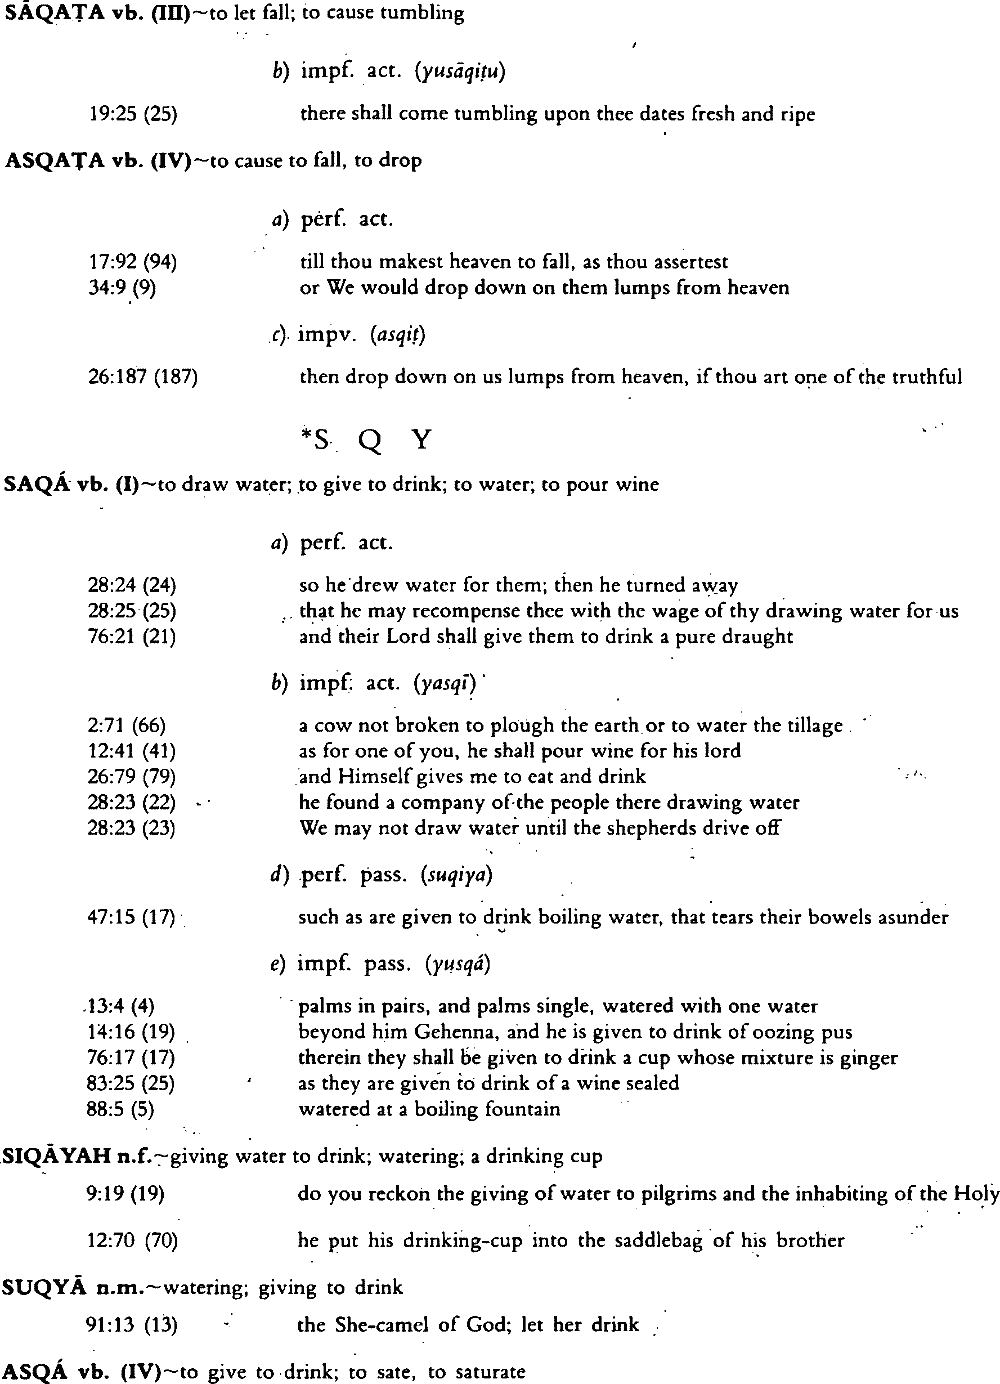 SĀQAṬA vb. (III)~to let fall; to cause tumbling
b) impf. act. (yusāqiṭu)
19:25 (25) there shall come tumbling upon thee dates fresh and ripe
ASQAṬA vb. (IV)~to cause to fall, to drop
a) perf. act.
17:92 (94) till thou makest heaven to fall, as thou assertest
34:9 (9) or We would drop down on them lumps from heaven
c) impv. (asqiṭ)
26:187 (187) then drop down on us lumps from heaven, if thou art one of the truthful
*S Q Y
SAQÁ vb. (I)~to draw water; to give to drink; to water; to pour wine
a) perf. act.
28:24 (24) so he drew water for them; then he turned away
28:25 (25) that he may recompense thee with the wage of thy drawing water for us
76:21 (21) and their Lord shall give them to drink a pure draught
b) impf. act. (yasqī)
2:71 (66) a cow not broken to plough the earth or to water the tillage
12:41 (41) as for one of you, he shall pour wine for his lord
26:79 (79) and Himself gives me to eat and drink
28:23 (22) he found a company of the people there drawing water
28:23 (23) We may not draw water until the shepherds drive off
d) perf. pass. (suqiya)
47:15 (17) such as are given to drink boiling water, that tears their bowels asunder
e) impf. pass. (yusqá)
13:4 (4) palms in pairs, and palms single, watered with one water
14:16 (19) beyond him Gehenna, and he is given to drink of oozing pus
76:17 (17) therein they shall be given to drink a cup whose mixture is ginger
83:25 (25) as they are given to drink of a wine sealed
88:5 (5) watered at a boiling fountain
SIQĀYAH n.f.~giving water to drink; watering; a drinking cup
9:19 (19) do you reckon the giving of water to pilgrims and the inhabiting of the Holy
12:70 (70) he put his drinking-cup into the saddlebag of his brother
SUQYĀ n.m.~watering; giving to drink
91:13 (13) the She-camel of God; let her drink
ASQÁ vb. (IV)~to give to drink; to sate, to saturate